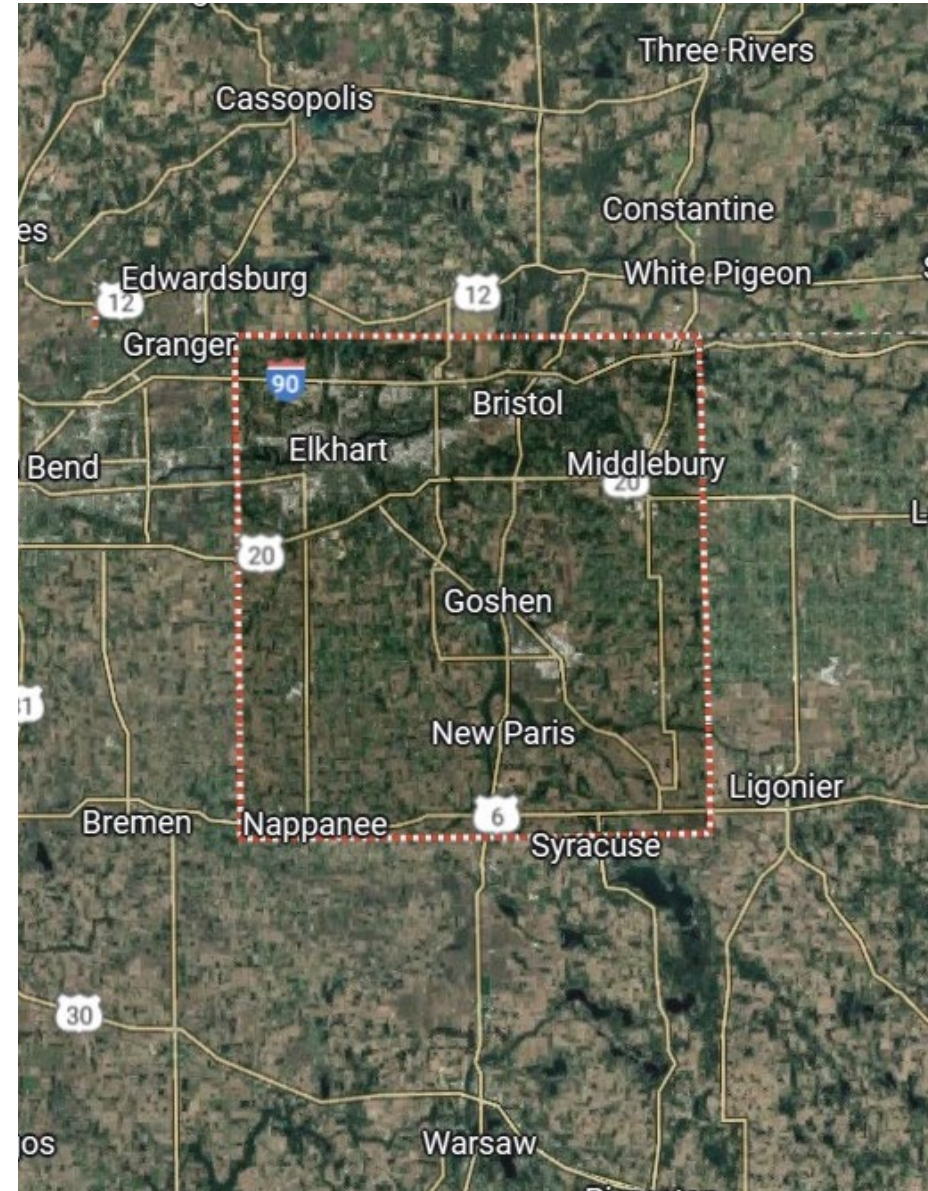 Three Rivers
Cassopolis
Constantine
es
Edwardsburg
White Pigeon
12
12
Granger
90
Bristol
Elkhart
Middlebury
Bend
20
L
20
Goshen
31
New Paris
Ligonier
Bremen
Nappanee
6
Syracuse
30
os
Warsaw